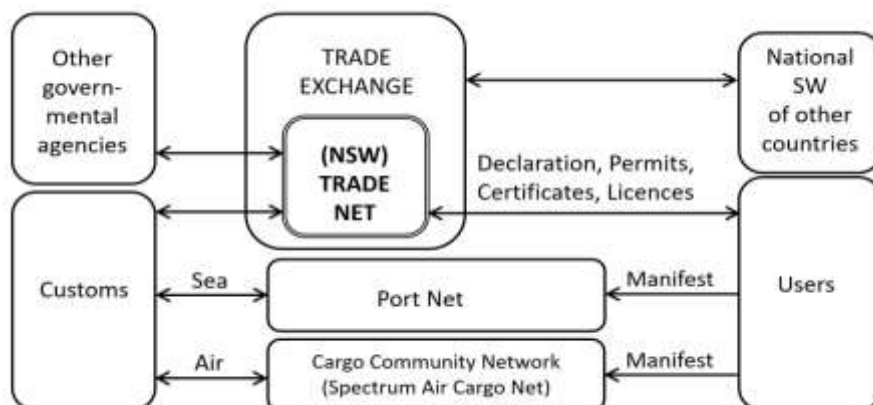 Other
govern-
mental
agencies
TRADE
EXCHANGE
(NSW)
TRADE
NET
National
SW
of other
countries
Declaration, Permits,
Certificates, Licences
Customs
Sea
Port Net
Manifest
Users
Air
Cargo Community Network
(Spectrum Air Cargo Net)
Manifest